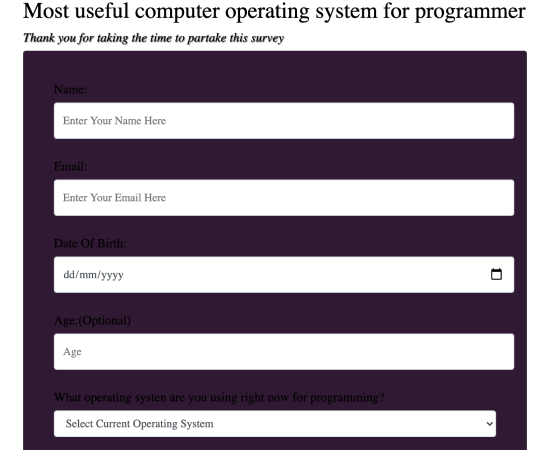 Most useful computer operating system for programmer
Thank you for taking the time to partake this survey
Name:
Enter Your Name Here
Email:
Enter Your Email Here
Date Of Birth:
dd/mm/yyyy
Age:(Optional)
Age
What operating systen are you using right now for programming?
Select Current Operating System